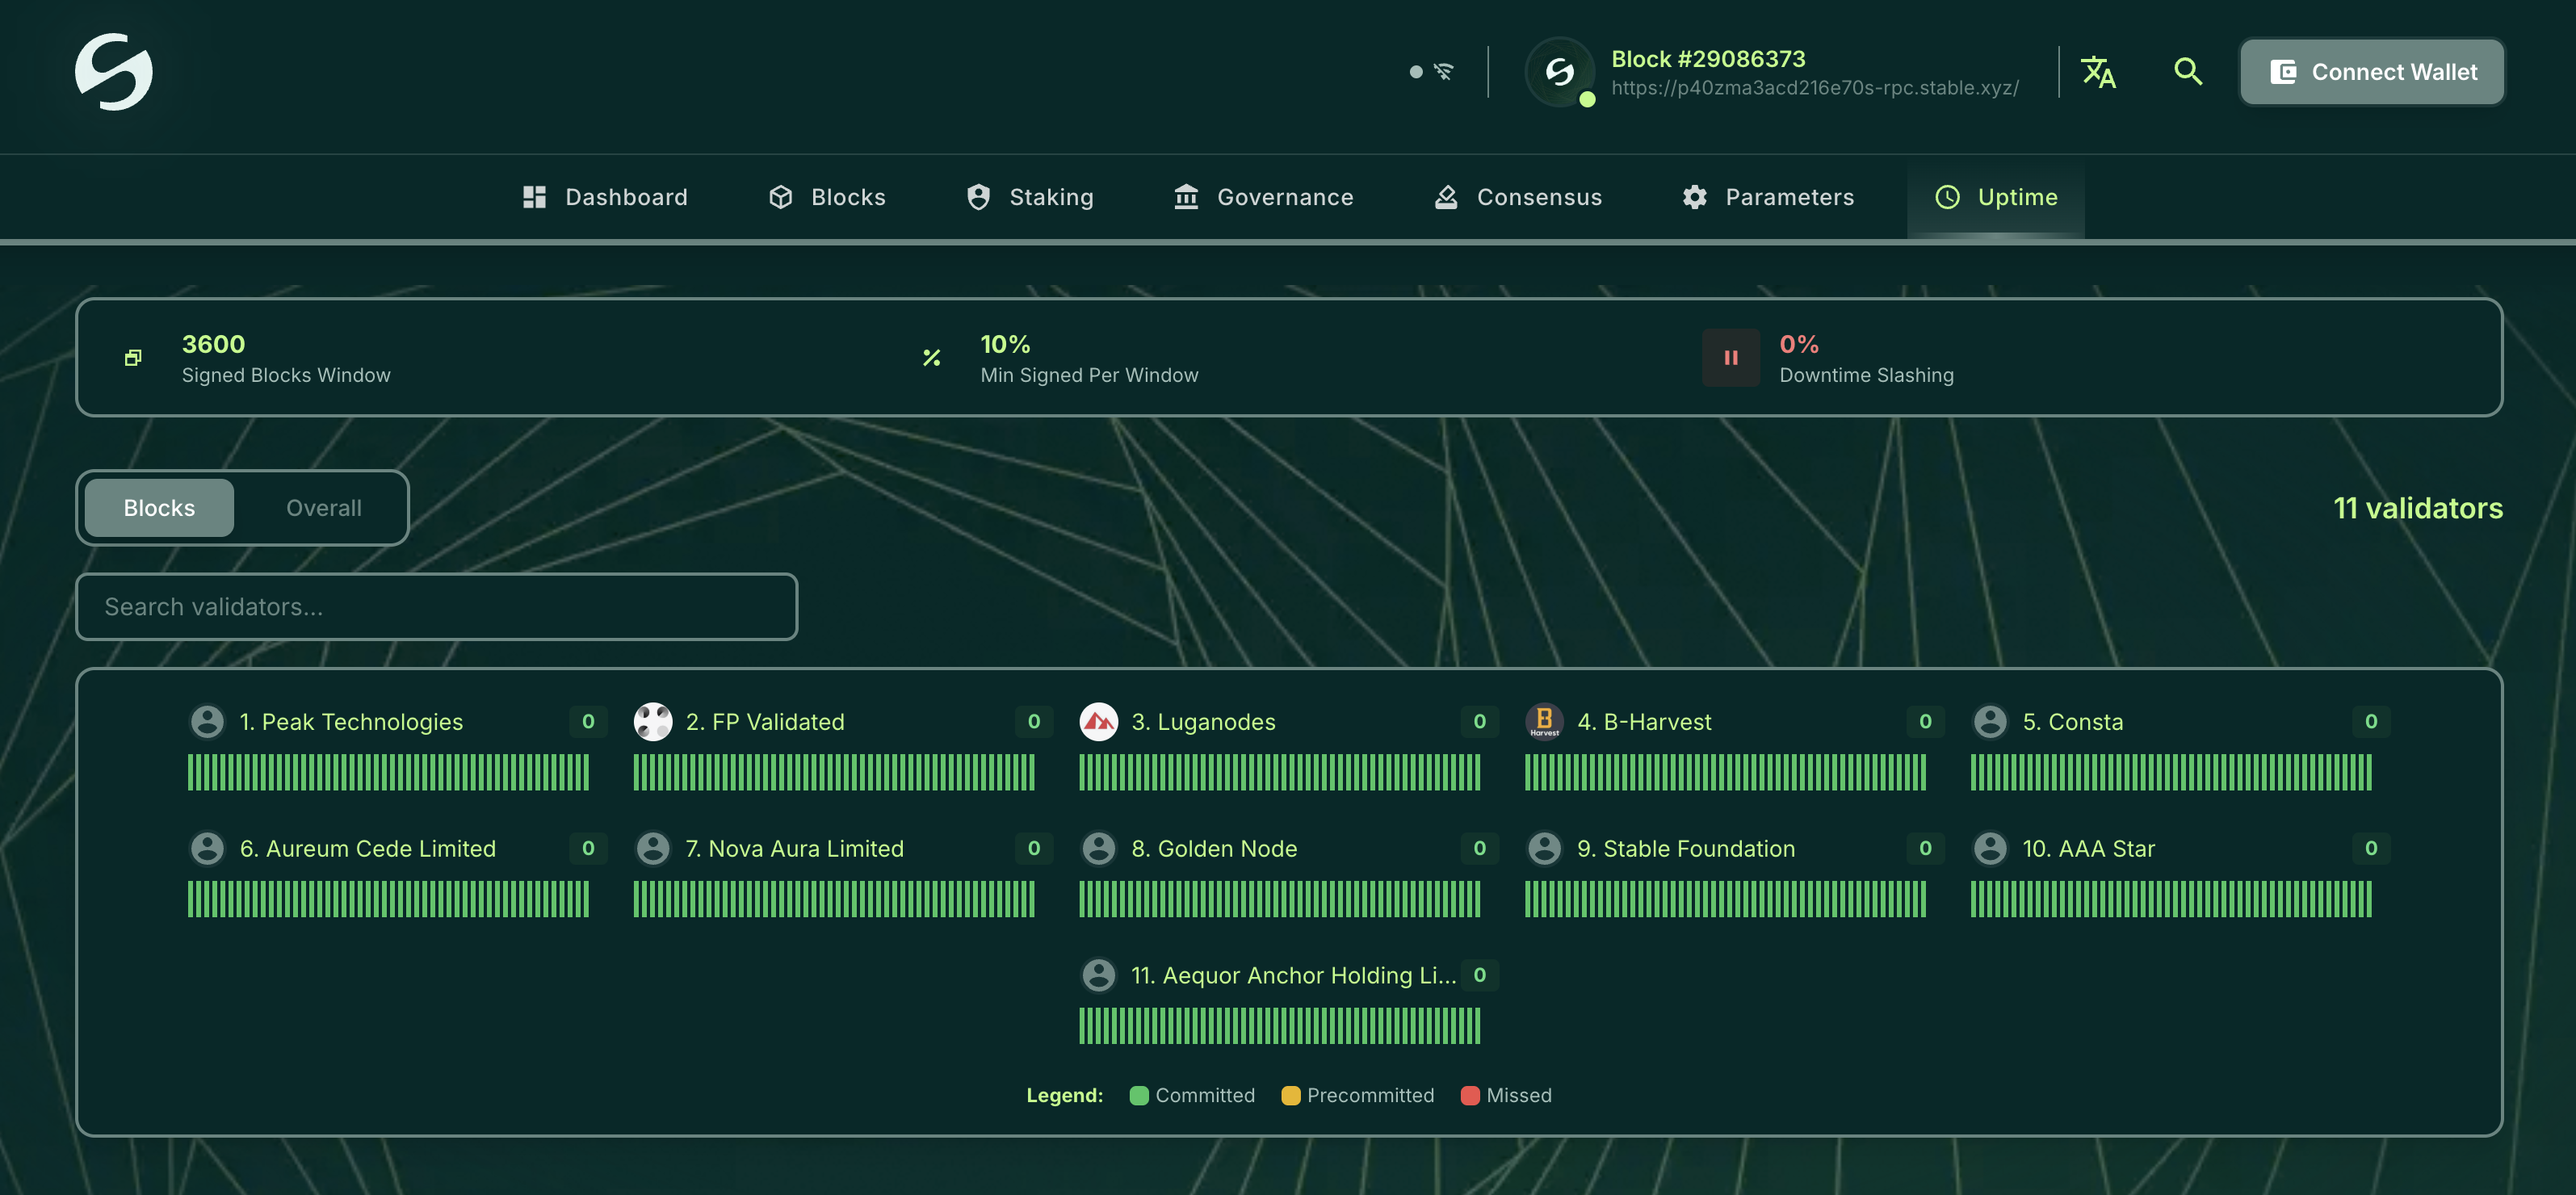 Block #29086373
https://p40zma3acd216e70s-rpc.stable.xyz/
Connect Wallet
Dashboard
Blocks
Staking
Governance
Consensus
Parameters
Uptime
3600
Signed Blocks Window
10%
Min Signed Per Window
0%
Downtime Slashing
Blocks
Overall
11 validators
Search validators...
1. Peak Technologies 0
2. FP Validated 0
3. Luganodes 0
B Harvest
4. B-Harvest 0
5. Consta 0
6. Aureum Cede Limited 0
7. Nova Aura Limited 0
8. Golden Node 0
9. Stable Foundation 0
10. AAA Star 0
11. Aequor Anchor Holding Li... 0
Legend: Committed Precommitted Missed